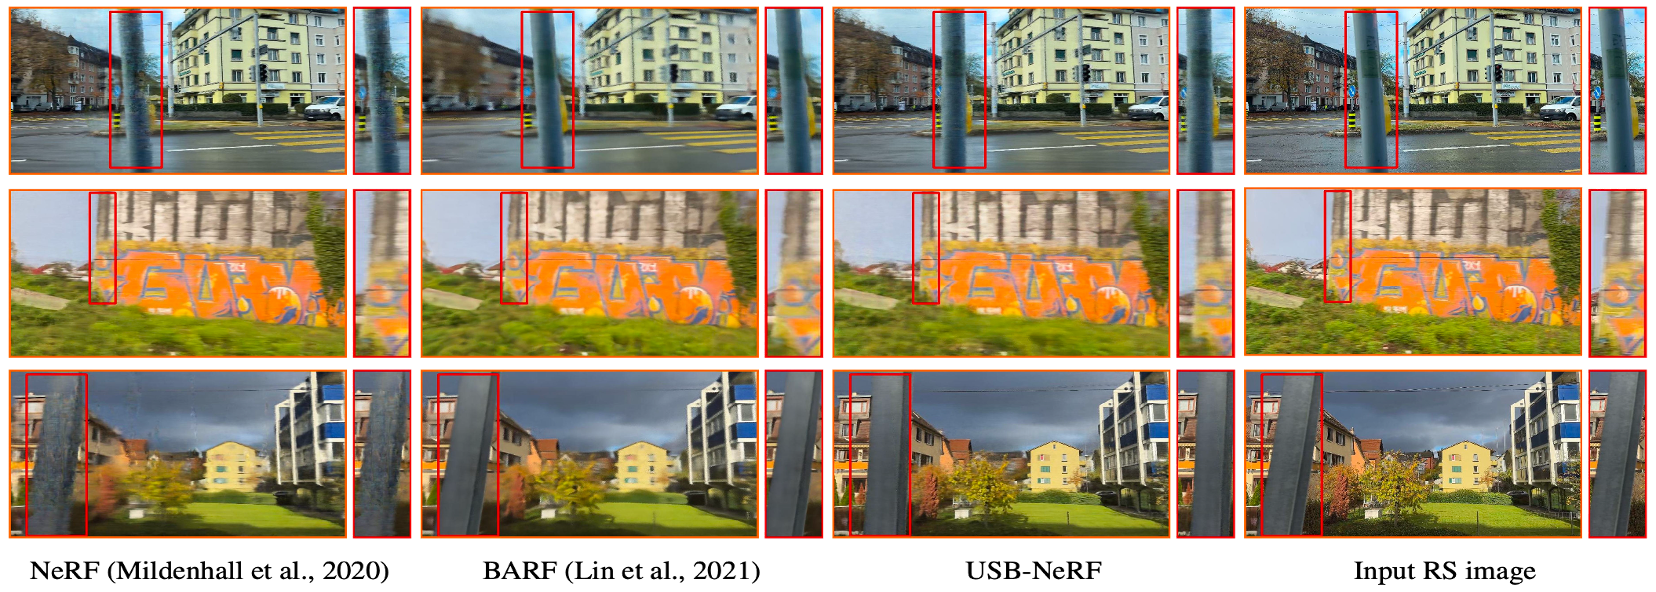 NeRF (Mildenhall et al., 2020)
BARF (Lin et al., 2021)
USB-NeRF
Input RS image